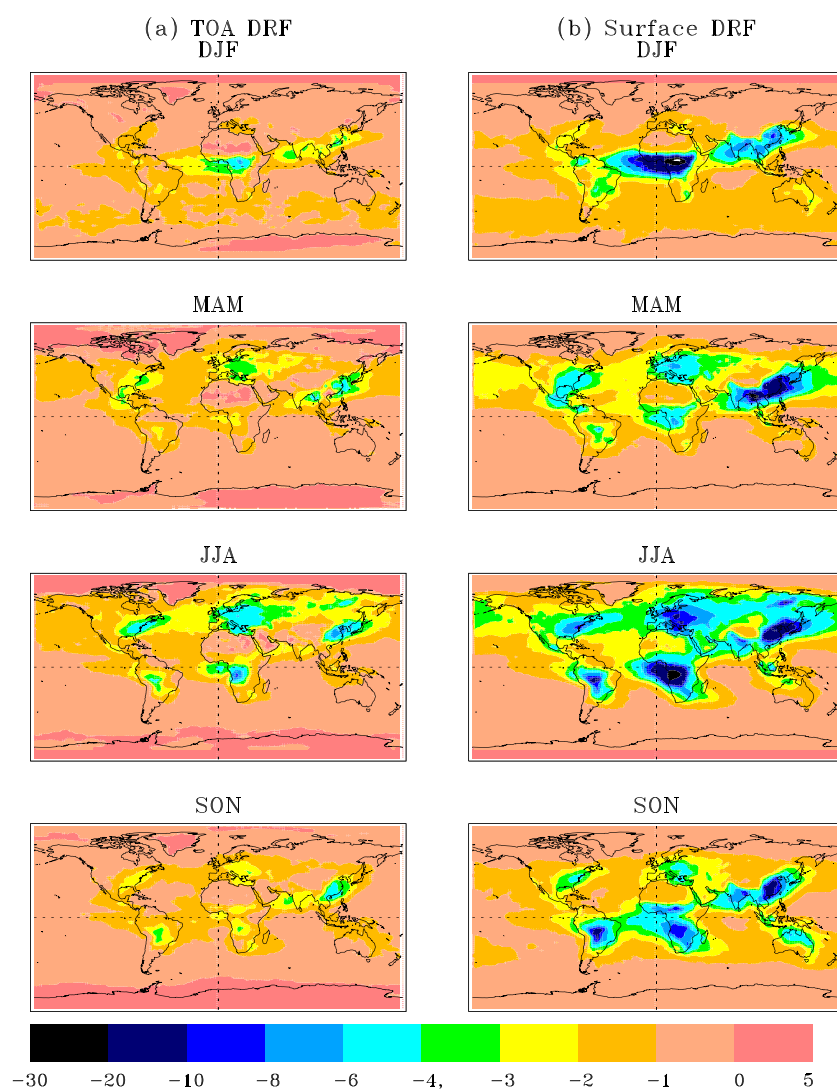 (a) TOA DRF
DJF
(b) Surface DRF
DJF
MAM
MAM
JJA
JJA
SON
SON
-30 -20 -10 -8 -6 -4, -3 -2 -1 0 5